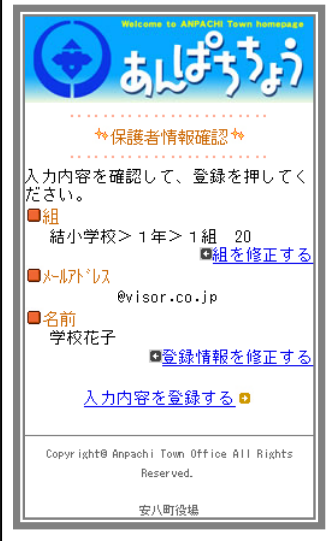 Welcome to ANPACHI Town homepage
あんぱちちょう
保護者情報確認
入力内容を確認して、登録を押してく
ださい。
組
結小学校＞１年＞１組　20
組を修正する
ﾒｰﾙｱﾄﾞﾚｽ
@visor.co.jp
名前
学校花子
登録情報を修正する
入力内容を登録する
Copyright© Anpachi Town Office All Rights
Reserved.
安八町役場